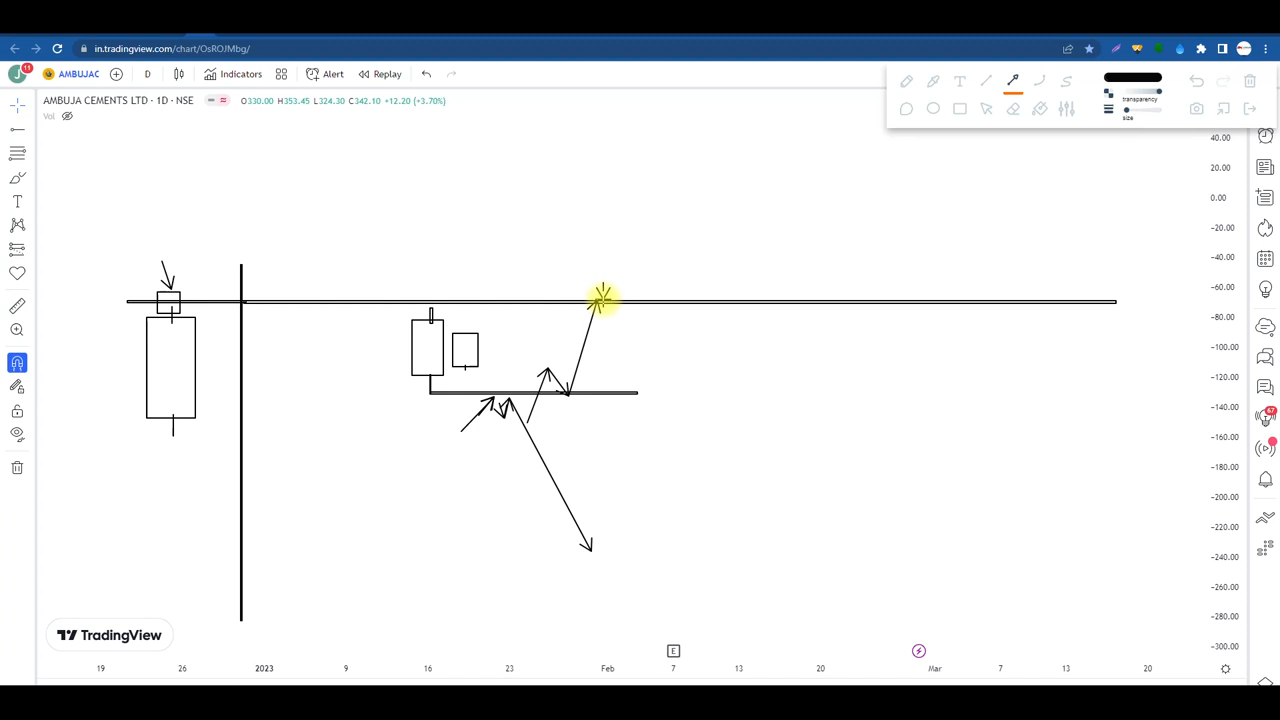 in.tradingview.com/chart/OsROJMbg/
J 11 AMBUJAC D Indicators Alert Replay
transparency
size
AMBUJA CEMENTS LTD · 1D · NSE O330.00 H353.45 L324.30 C342.10 +12.20 (+3.70%)
Vol
40.00
20.00
0.00
-20.00
-40.00
-60.00
-80.00
-100.00
-120.00
-140.00
-160.00
-180.00
-200.00
-220.00
-240.00
-260.00
-280.00
-300.00
67
TradingView
E
19 26 2023 9 16 23 Feb 7 13 20 Mar 7 13 20